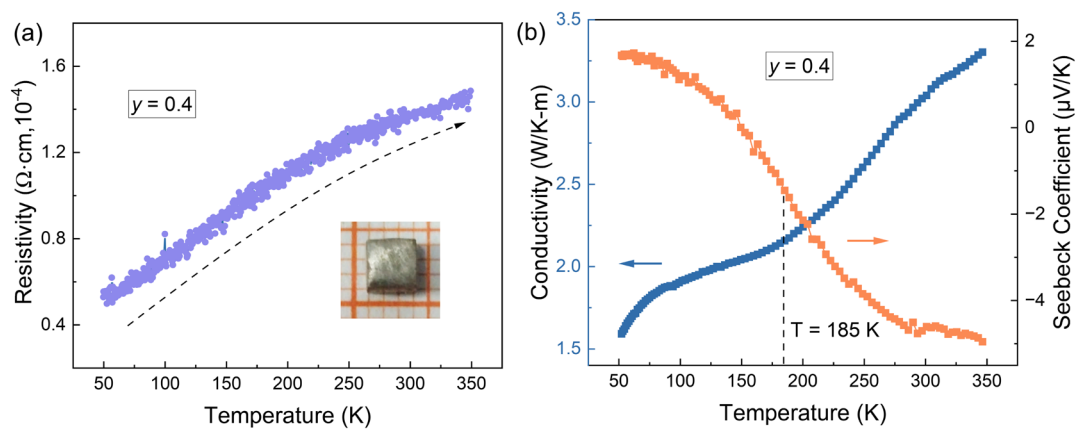 (a)
y = 0.4
Resistivity (Ω·cm,10⁻⁴)
1.6
1.2
0.8
0.4
50 100 150 200 250 300 350
Temperature (K)
(b)
y = 0.4
Conductivity (W/K-m)
3.5
3.0
2.5
2.0
1.5
T = 185 K
2
0
−2
−4
Seebeck Coefficient (μV/K)
50 100 150 200 250 300 350
Temperature (K)